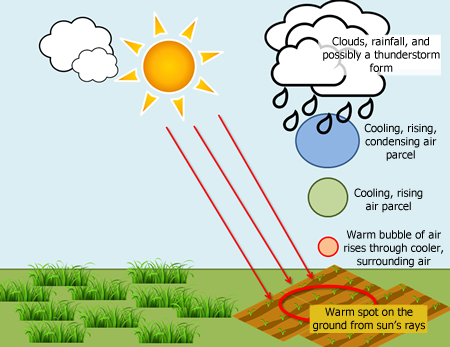 Clouds, rainfall, and
possibly a thunderstorm
form
Cooling, rising,
condensing air
parcel
Cooling, rising
air parcel
Warm bubble of air
rises through cooler,
surrounding air
Warm spot on the
ground from sun's rays